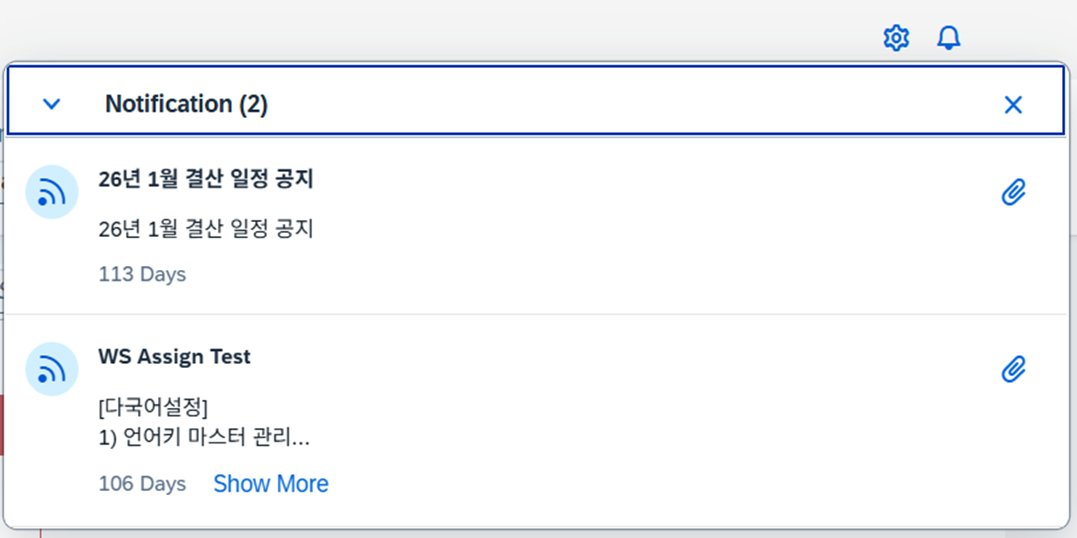 Notification (2)
26년 1월 결산 일정 공지
26년 1월 결산 일정 공지
113 Days
WS Assign Test
[다국어설정]
1) 언어키 마스터 관리...
106 Days Show More